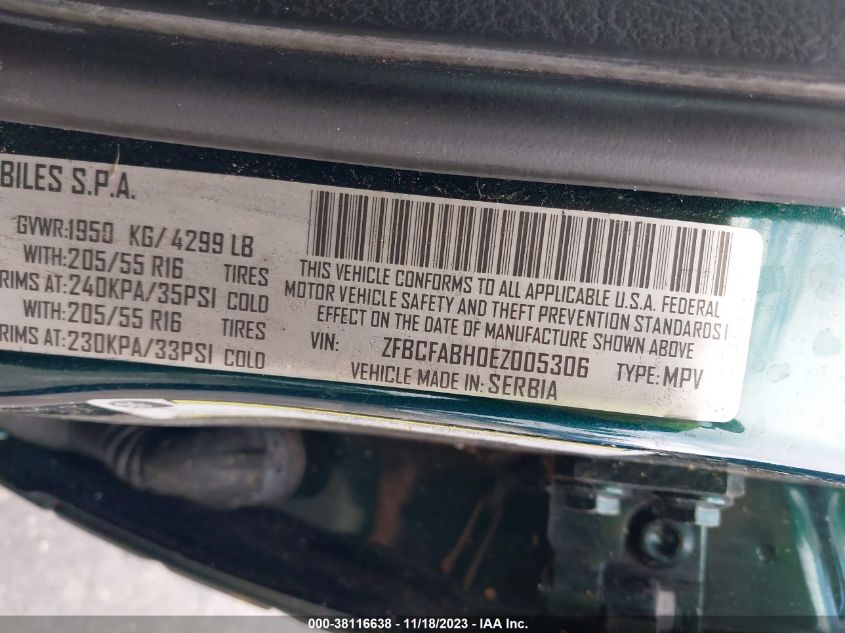 BILES S.P.A.
GVWR:1950 KG/ 4299 LB
WITH:205/55 R16 TIRES
RIMS AT:240KPA/35PSI COLD
WITH:205/55 R16 TIRES
RIMS AT:230KPA/33PSI COLD
THIS VEHICLE CONFORMS TO ALL APPLICABLE U.S.A. FEDERAL
MOTOR VEHICLE SAFETY AND THEFT PREVENTION STANDARDS I
EFFECT ON THE DATE OF MANUFACTURE SHOWN ABOVE
VIN: ZFBCFABH0EZ005306 TYPE: MPV
VEHICLE MADE IN: SERBIA
000-38116638 - 11/18/2023 - IAA Inc.